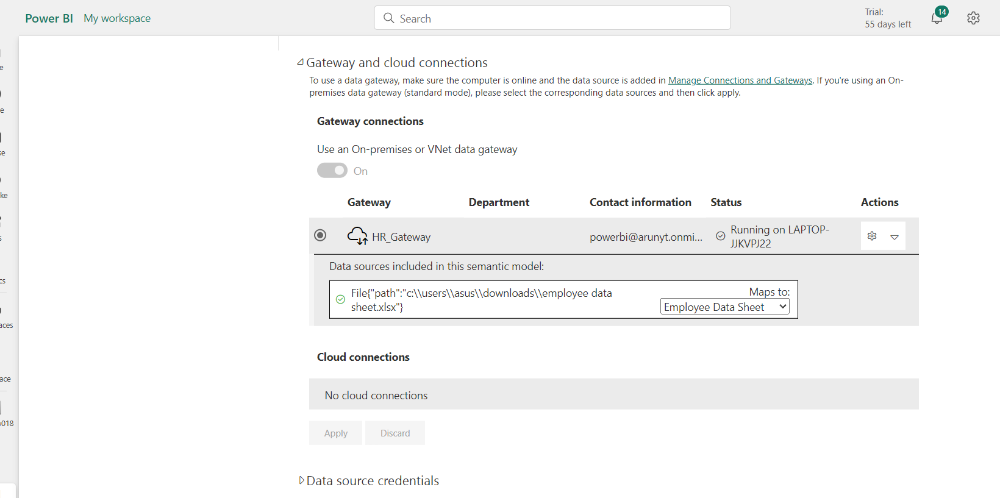 Power BI My workspace
Search
Trial:
55 days left
14
Gateway and cloud connections
To use a data gateway, make sure the computer is online and the data source is added in Manage Connections and Gateways. If you're using an On-
premises data gateway (standard mode), please select the corresponding data sources and then click apply.
Gateway connections
Use an On-premises or VNet data gateway
On
Gateway Department Contact information Status Actions
HR_Gateway powerbi@arunyt.onmi... Running on LAPTOP-
JJKVPJ22
Data sources included in this semantic model:
File{"path":"c:\\users\\asus\\downloads\\employee data
sheet.xlsx"}
Maps to:
Employee Data Sheet
Cloud connections
No cloud connections
Apply Discard
Data source credentials
e
e
se
ke
s
cs
aces
ace
018